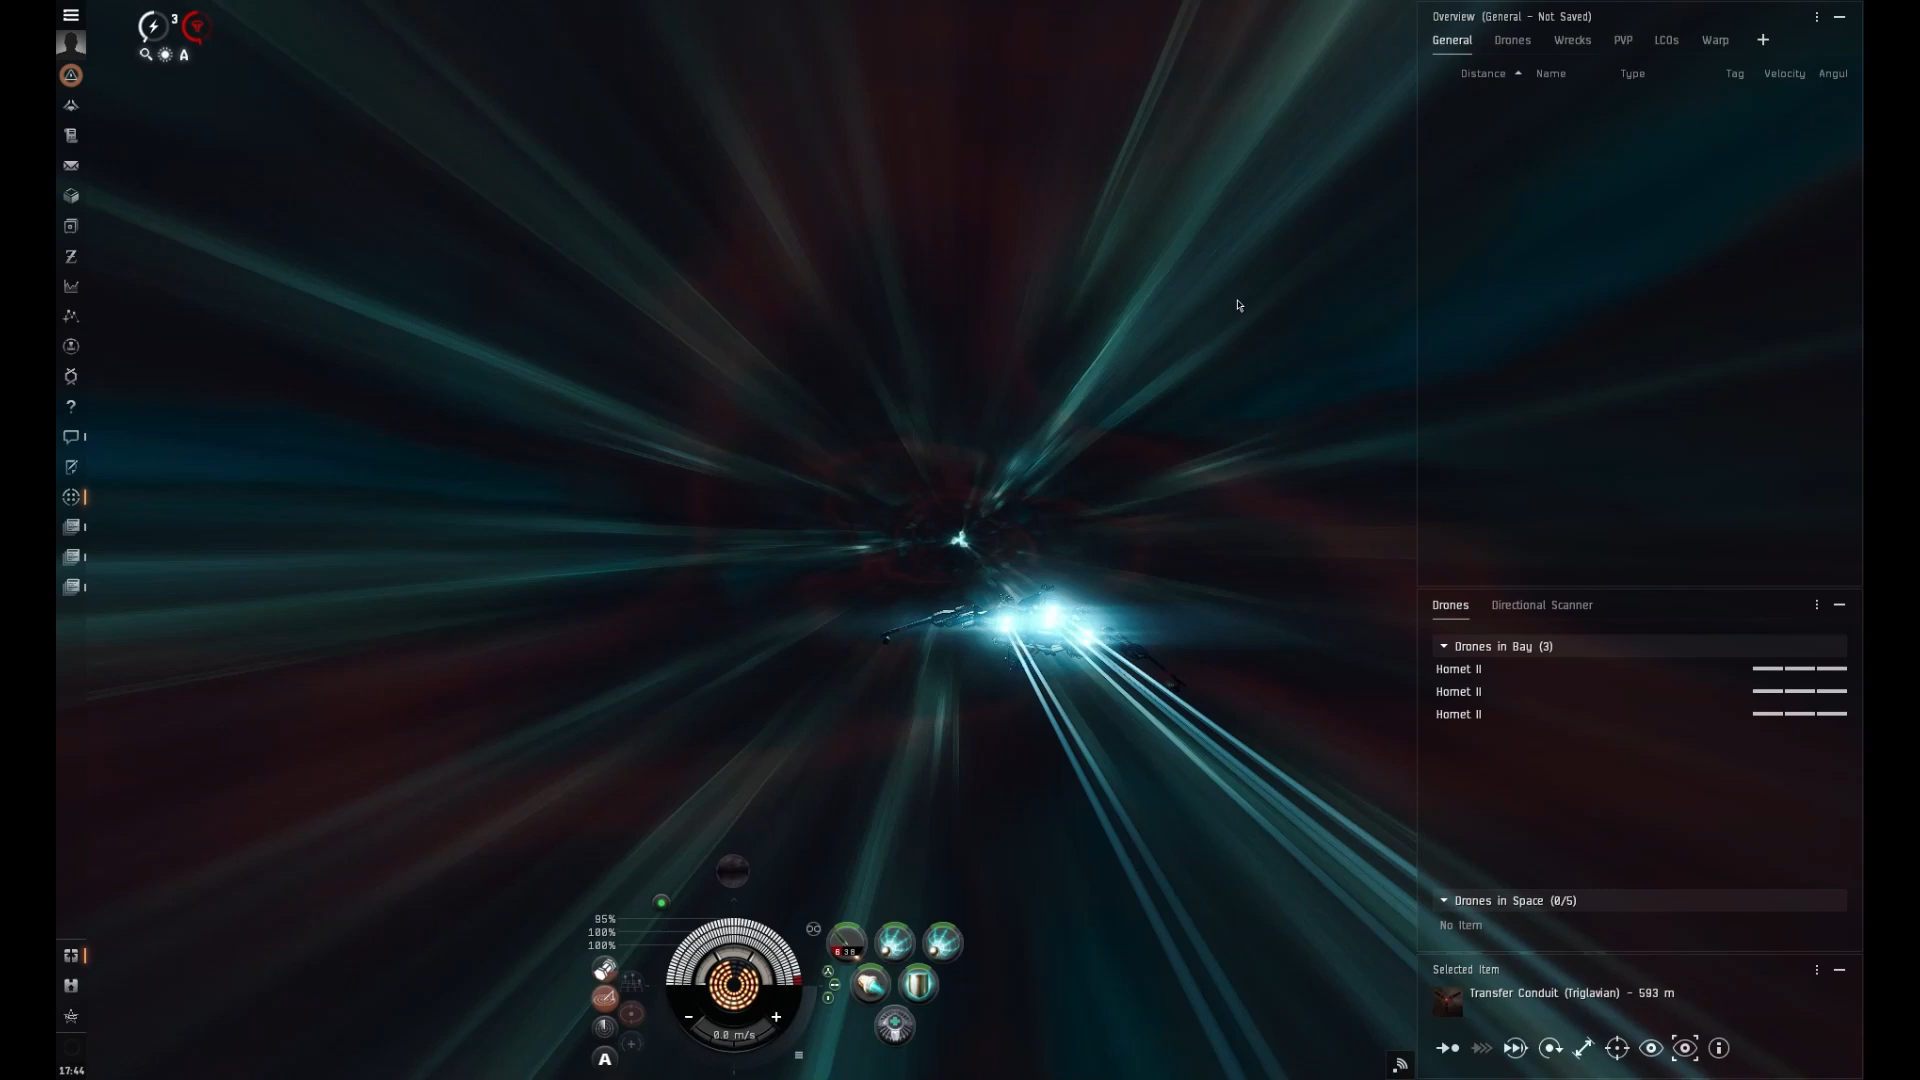 3
A
Overview (General - Not Saved)
General Drones Wrecks PVP LCOs Warp +
Distance Name Type Tag Velocity Angul
Drones Directional Scanner
Drones in Bay (3)
Hornet II
Hornet II
Hornet II
Drones in Space (0/5)
No Item
95%
100%
100%
0.0 m/s
A
Selected Item
Transfer Conduit (Triglavian) - 593 m
17:44